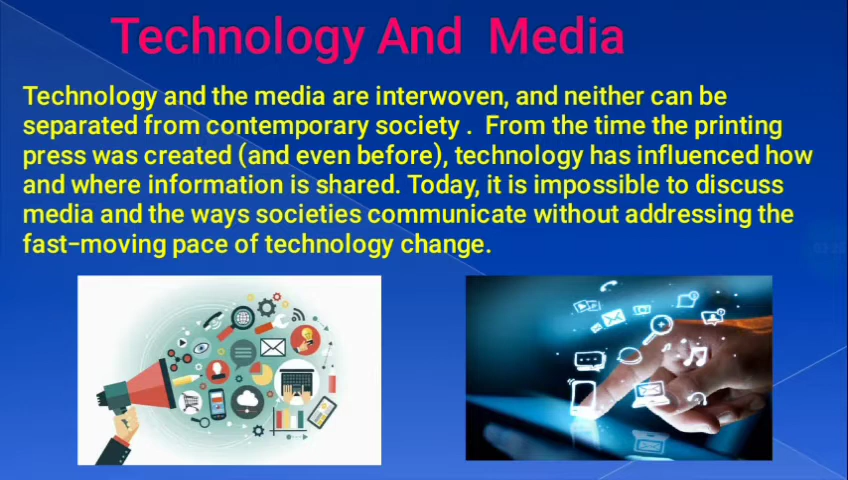 Technology And Media
Technology and the media are interwoven, and neither can be
separated from contemporary society . From the time the printing
press was created (and even before), technology has influenced how
and where information is shared. Today, it is impossible to discuss
media and the ways societies communicate without addressing the
fast-moving pace of technology change.